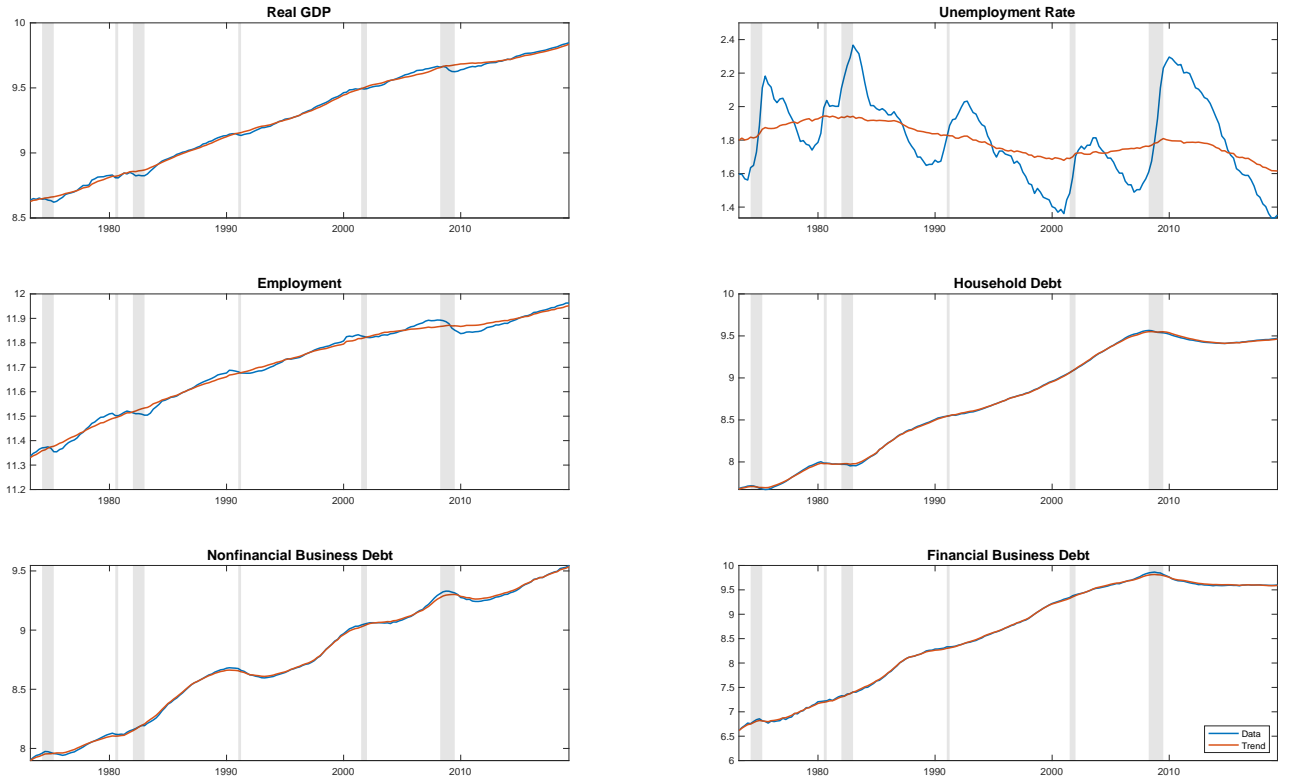 Real GDP
10
9.5
9
8.5
1980 1990 2000 2010
Unemployment Rate
2.4
2.2
2
1.8
1.6
1.4
1980 1990 2000 2010
Employment
12
11.9
11.8
11.7
11.6
11.5
11.4
11.3
11.2
1980 1990 2000 2010
Household Debt
10
9.5
9
8.5
8
1980 1990 2000 2010
Nonfinancial Business Debt
9.5
9
8.5
8
1980 1990 2000 2010
Financial Business Debt
10
9.5
9
8.5
8
7.5
7
6.5
6
1980 1990 2000 2010
Data
Trend